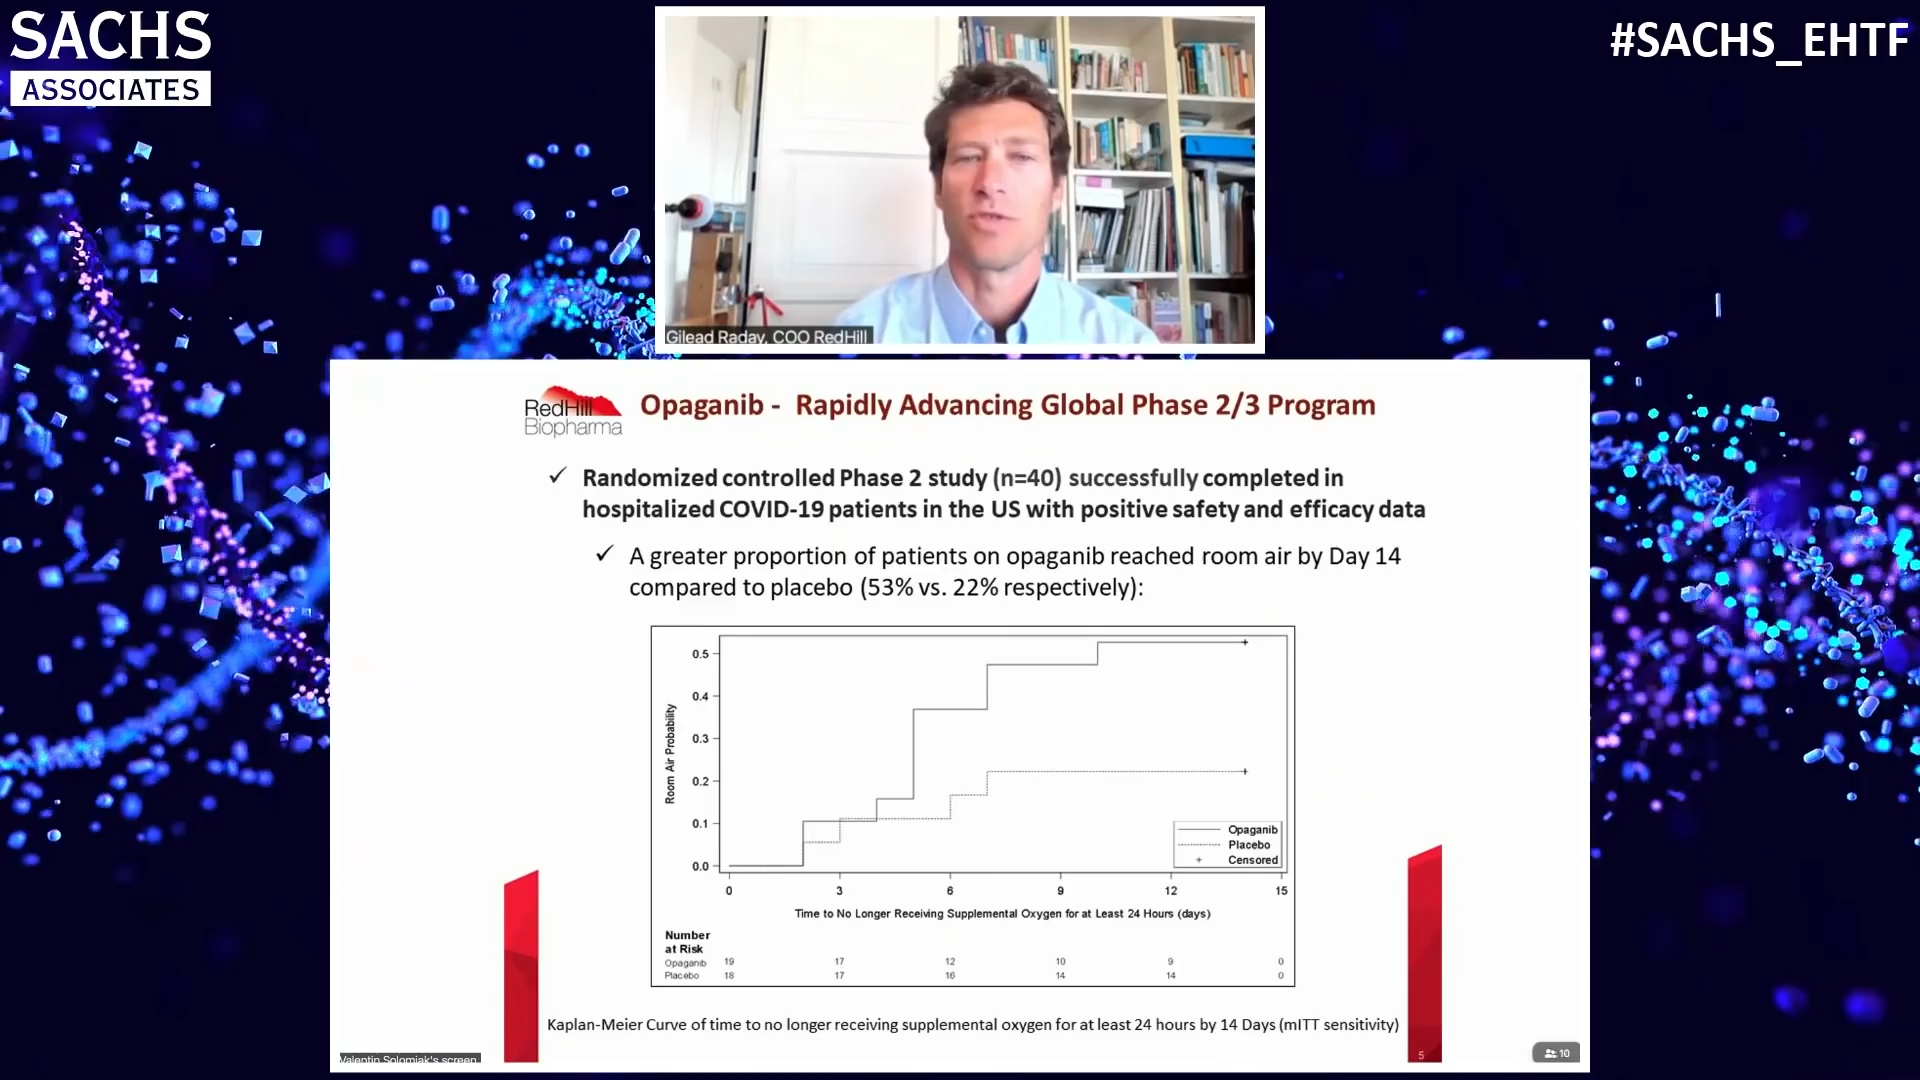 SACHS
ASSOCIATES
#SACHS_EHTF
Gilead Raday, COO RedHill
RedHill
Biopharma
Opaganib - Rapidly Advancing Global Phase 2/3 Program
✓ Randomized controlled Phase 2 study (n=40) successfully completed in
hospitalized COVID-19 patients in the US with positive safety and efficacy data
✓ A greater proportion of patients on opaganib reached room air by Day 14
compared to placebo (53% vs. 22% respectively):
Room Air Probability
0.5
0.4
0.3
0.2
0.1
0.0
Opaganib
Placebo
+ Censored
0 3 6 9 12 15
Time to No Longer Receiving Supplemental Oxygen for at Least 24 Hours (days)
Number
at Risk
Opaganib 19 17 12 10 9 0
Placebo 18 17 16 14 14 0
Kaplan-Meier Curve of time to no longer receiving supplemental oxygen for at least 24 hours by 14 Days (mITT sensitivity)
Valentin Solomiak's screen
5
10